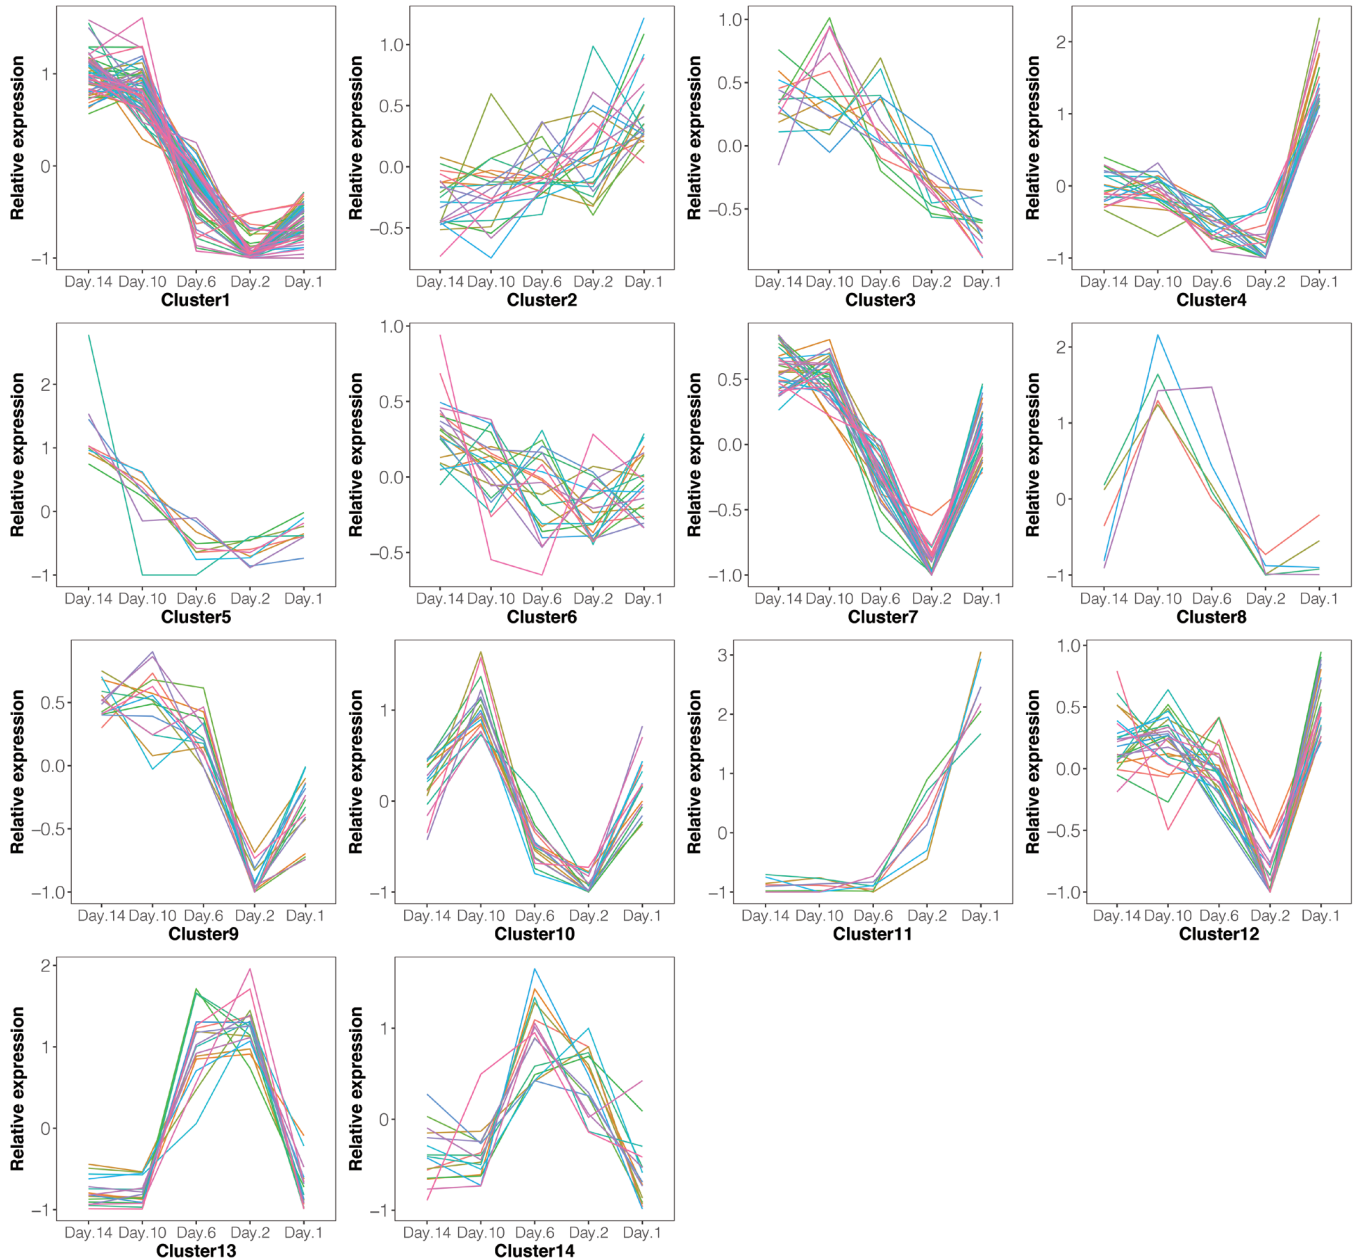 Relative expression
1
0
−1
Day.14 Day.10 Day.6 Day.2 Day.1
Cluster1
Relative expression
1.0
0.5
0.0
−0.5
Day.14 Day.10 Day.6 Day.2 Day.1
Cluster2
Relative expression
1.0
0.5
0.0
−0.5
Day.14 Day.10 Day.6 Day.2 Day.1
Cluster3
Relative expression
2
1
0
−1
Day.14 Day.10 Day.6 Day.2 Day.1
Cluster4
Relative expression
2
1
0
−1
Day.14 Day.10 Day.6 Day.2 Day.1
Cluster5
Relative expression
1.0
0.5
0.0
−0.5
Day.14 Day.10 Day.6 Day.2 Day.1
Cluster6
Relative expression
0.5
0.0
−0.5
−1.0
Day.14 Day.10 Day.6 Day.2 Day.1
Cluster7
Relative expression
2
1
0
−1
Day.14 Day.10 Day.6 Day.2 Day.1
Cluster8
Relative expression
0.5
0.0
−0.5
−1.0
Day.14 Day.10 Day.6 Day.2 Day.1
Cluster9
Relative expression
1
0
−1
Day.14 Day.10 Day.6 Day.2 Day.1
Cluster10
Relative expression
3
2
1
0
−1
Day.14 Day.10 Day.6 Day.2 Day.1
Cluster11
Relative expression
1.0
0.5
0.0
−0.5
−1.0
Day.14 Day.10 Day.6 Day.2 Day.1
Cluster12
Relative expression
2
1
0
−1
Day.14 Day.10 Day.6 Day.2 Day.1
Cluster13
Relative expression
1
0
−1
Day.14 Day.10 Day.6 Day.2 Day.1
Cluster14